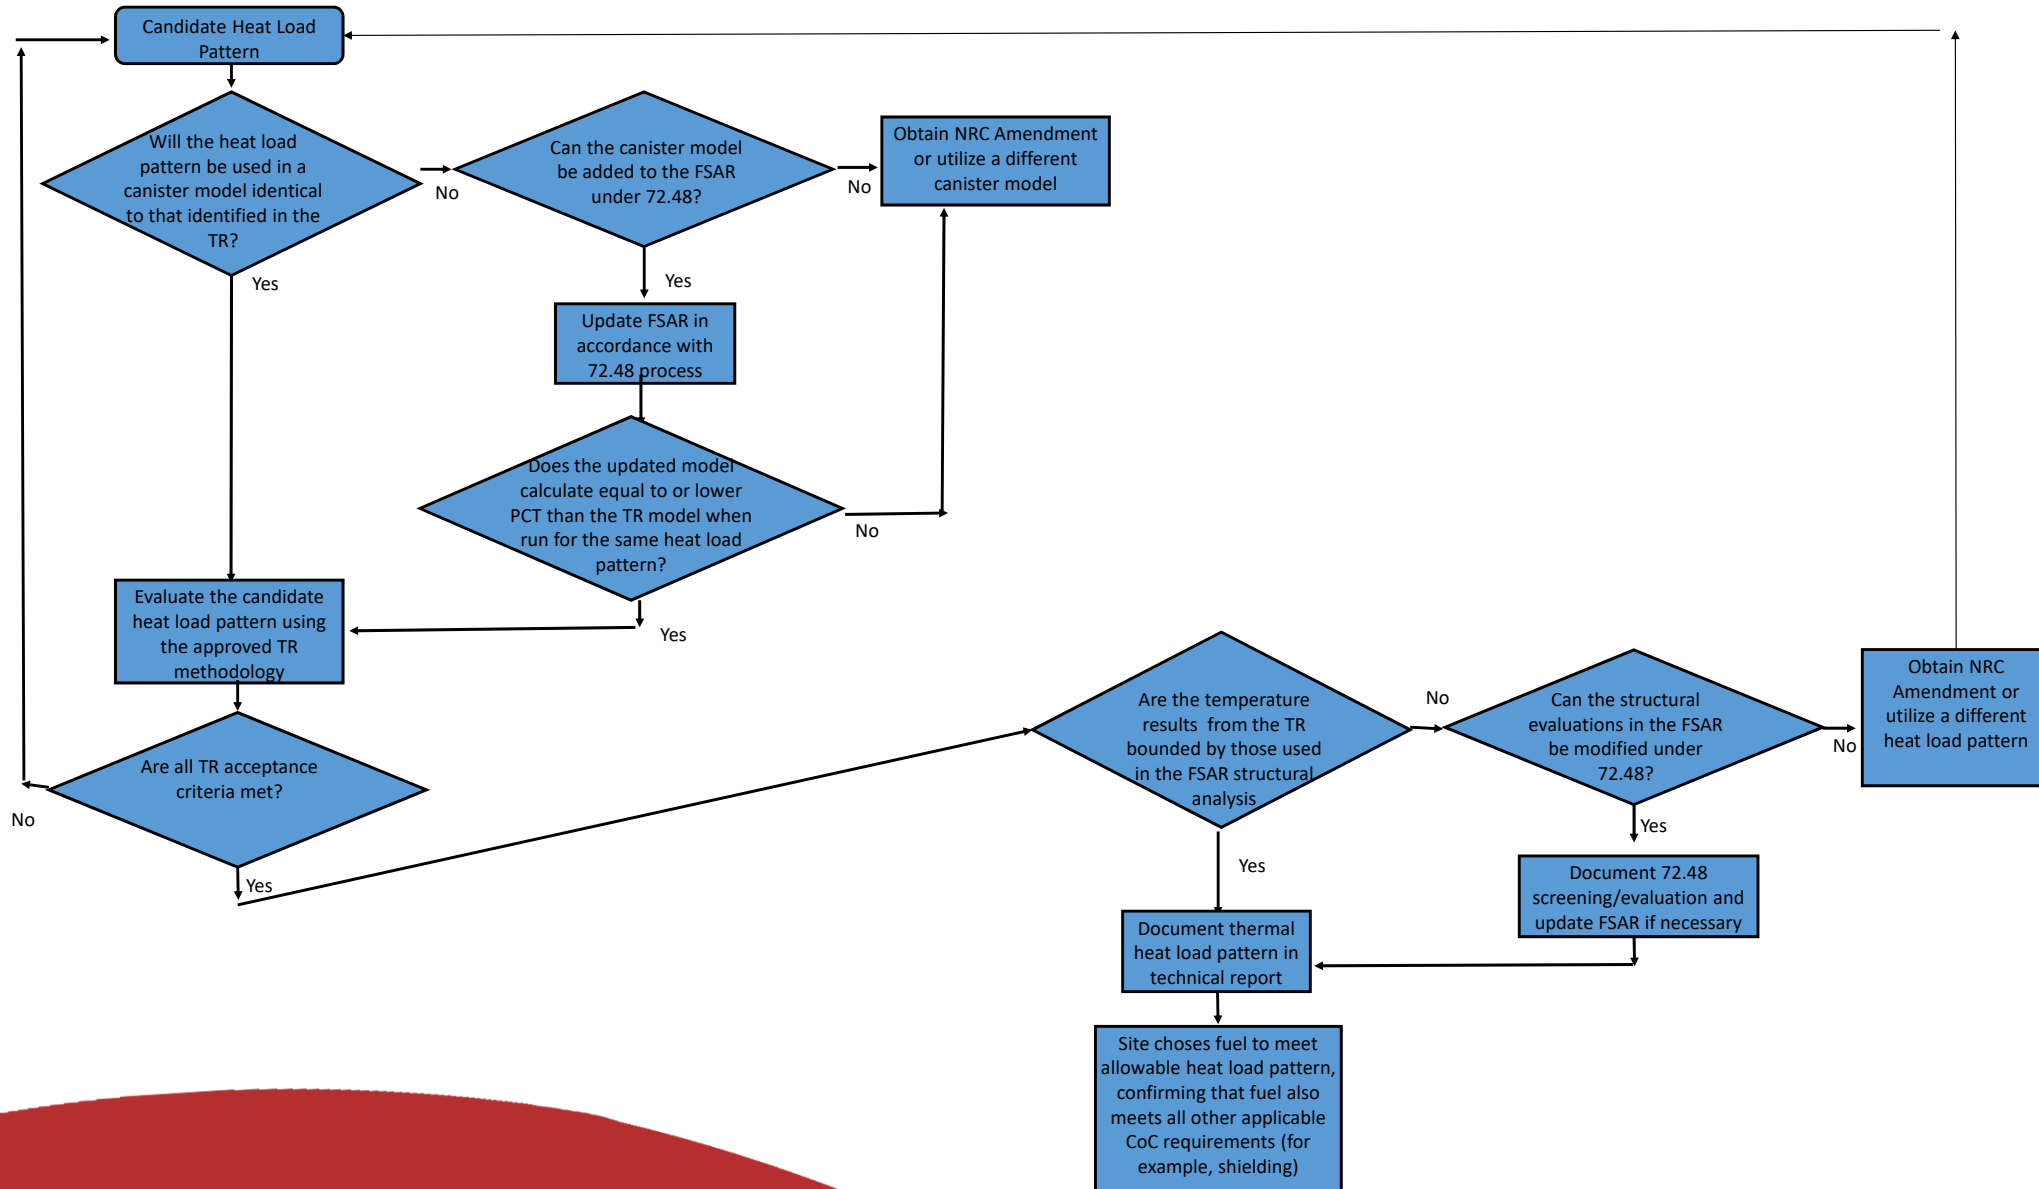 Candidate Heat Load
Pattern
Will the heat load
pattern be used in a
canister model identical
to that identified in the
TR?
No
Yes
Can the canister model
be added to the FSAR
under 72.48?
No
Yes
Obtain NRC Amendment
or utilize a different
canister model
Update FSAR in
accordance with
72.48 process
Does the updated model
calculate equal to or lower
PCT than the TR model when
run for the same heat load
pattern?
No
Yes
Evaluate the candidate
heat load pattern using
the approved TR
methodology
Are all TR acceptance
criteria met?
No
Yes
Are the temperature
results from the TR
bounded by those used
in the FSAR structural
analysis
No
Yes
Can the structural
evaluations in the FSAR
be modified under
72.48?
No
Yes
Obtain NRC
Amendment or
utilize a different
heat load pattern
Document 72.48
screening/evaluation and
update FSAR if necessary
Document thermal
heat load pattern in
technical report
Site choses fuel to meet
allowable heat load pattern,
confirming that fuel also
meets all other applicable
CoC requirements (for
example, shielding)